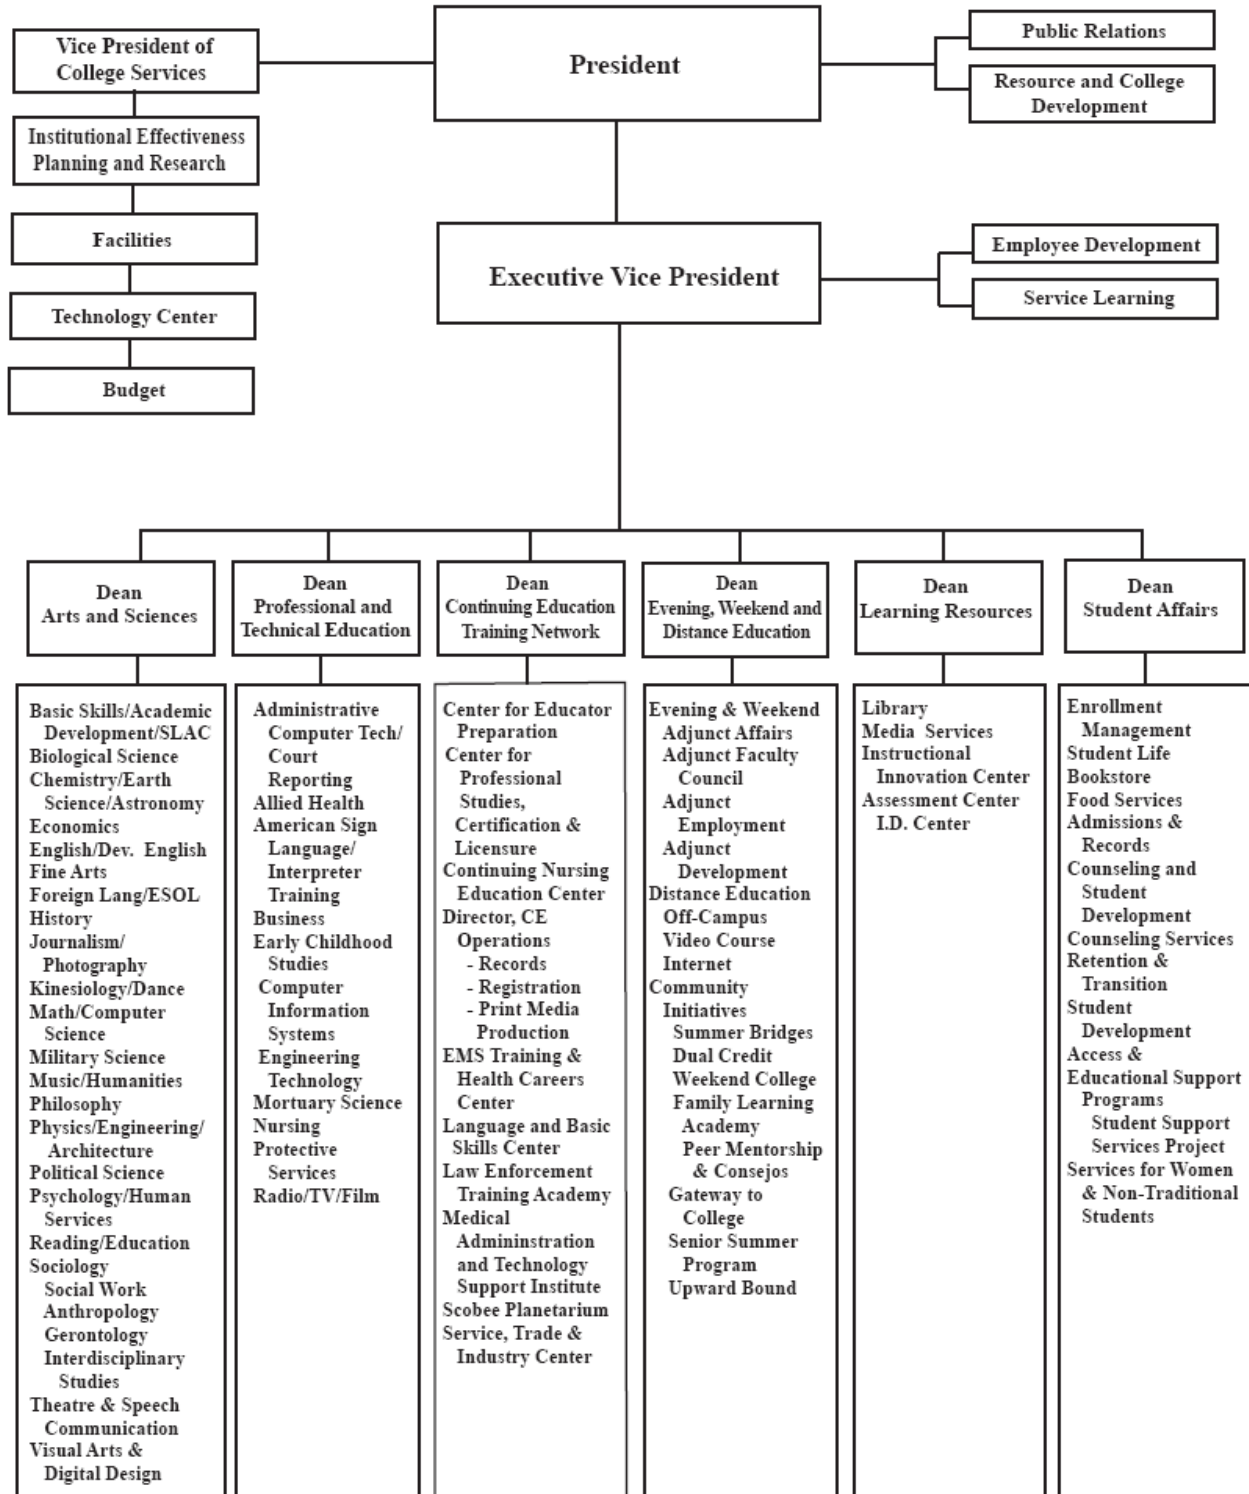 Vice President of
College Services
President
Public Relations
Resource and College
Development
Institutional Effectiveness
Planning and Research
Facilities
Technology Center
Budget
Executive Vice President
Employee Development
Service Learning
Dean
Arts and Sciences
Dean
Professional and
Technical Education
Dean
Continuing Education
Training Network
Dean
Evening, Weekend and
Distance Education
Dean
Learning Resources
Dean
Student Affairs
Basic Skills/Academic
Development/SLAC
Biological Science
Chemistry/Earth
Science/Astronomy
Economics
English/Dev. English
Fine Arts
Foreign Lang/ESOL
History
Journalism/
Photography
Kinesiology/Dance
Math/Computer
Science
Military Science
Music/Humanities
Philosophy
Physics/Engineering/
Architecture
Political Science
Psychology/Human
Services
Reading/Education
Sociology
Social Work
Anthropology
Gerontology
Interdisciplinary
Studies
Theatre & Speech
Communication
Visual Arts &
Digital Design
Administrative
Computer Tech/
Court
Reporting
Allied Health
American Sign
Language/
Interpreter
Training
Business
Early Childhood
Studies
Computer
Information
Systems
Engineering
Technology
Mortuary Science
Nursing
Protective
Services
Radio/TV/Film
Center for Educator
Preparation
Center for
Professional
Studies,
Certification &
Licensure
Continuing Nursing
Education Center
Director, CE
Operations
- Records
- Registration
- Print Media
Production
EMS Training &
Health Careers
Center
Language and Basic
Skills Center
Law Enforcement
Training Academy
Medical
Admininstration
and Technology
Support Institute
Scobee Planetarium
Service, Trade &
Industry Center
Evening & Weekend
Adjunct Affairs
Adjunct Faculty
Council
Adjunct
Employment
Adjunct
Development
Distance Education
Off-Campus
Video Course
Internet
Community
Initiatives
Summer Bridges
Dual Credit
Weekend College
Family Learning
Academy
Peer Mentorship
& Consejos
Gateway to
College
Senior Summer
Program
Upward Bound
Library
Media Services
Instructional
Innovation Center
Assessment Center
I.D. Center
Enrollment
Management
Student Life
Bookstore
Food Services
Admissions &
Records
Counseling and
Student
Development
Counseling Services
Retention &
Transition
Student
Development
Access &
Educational Support
Programs
Student Support
Services Project
Services for Women
& Non-Traditional
Students